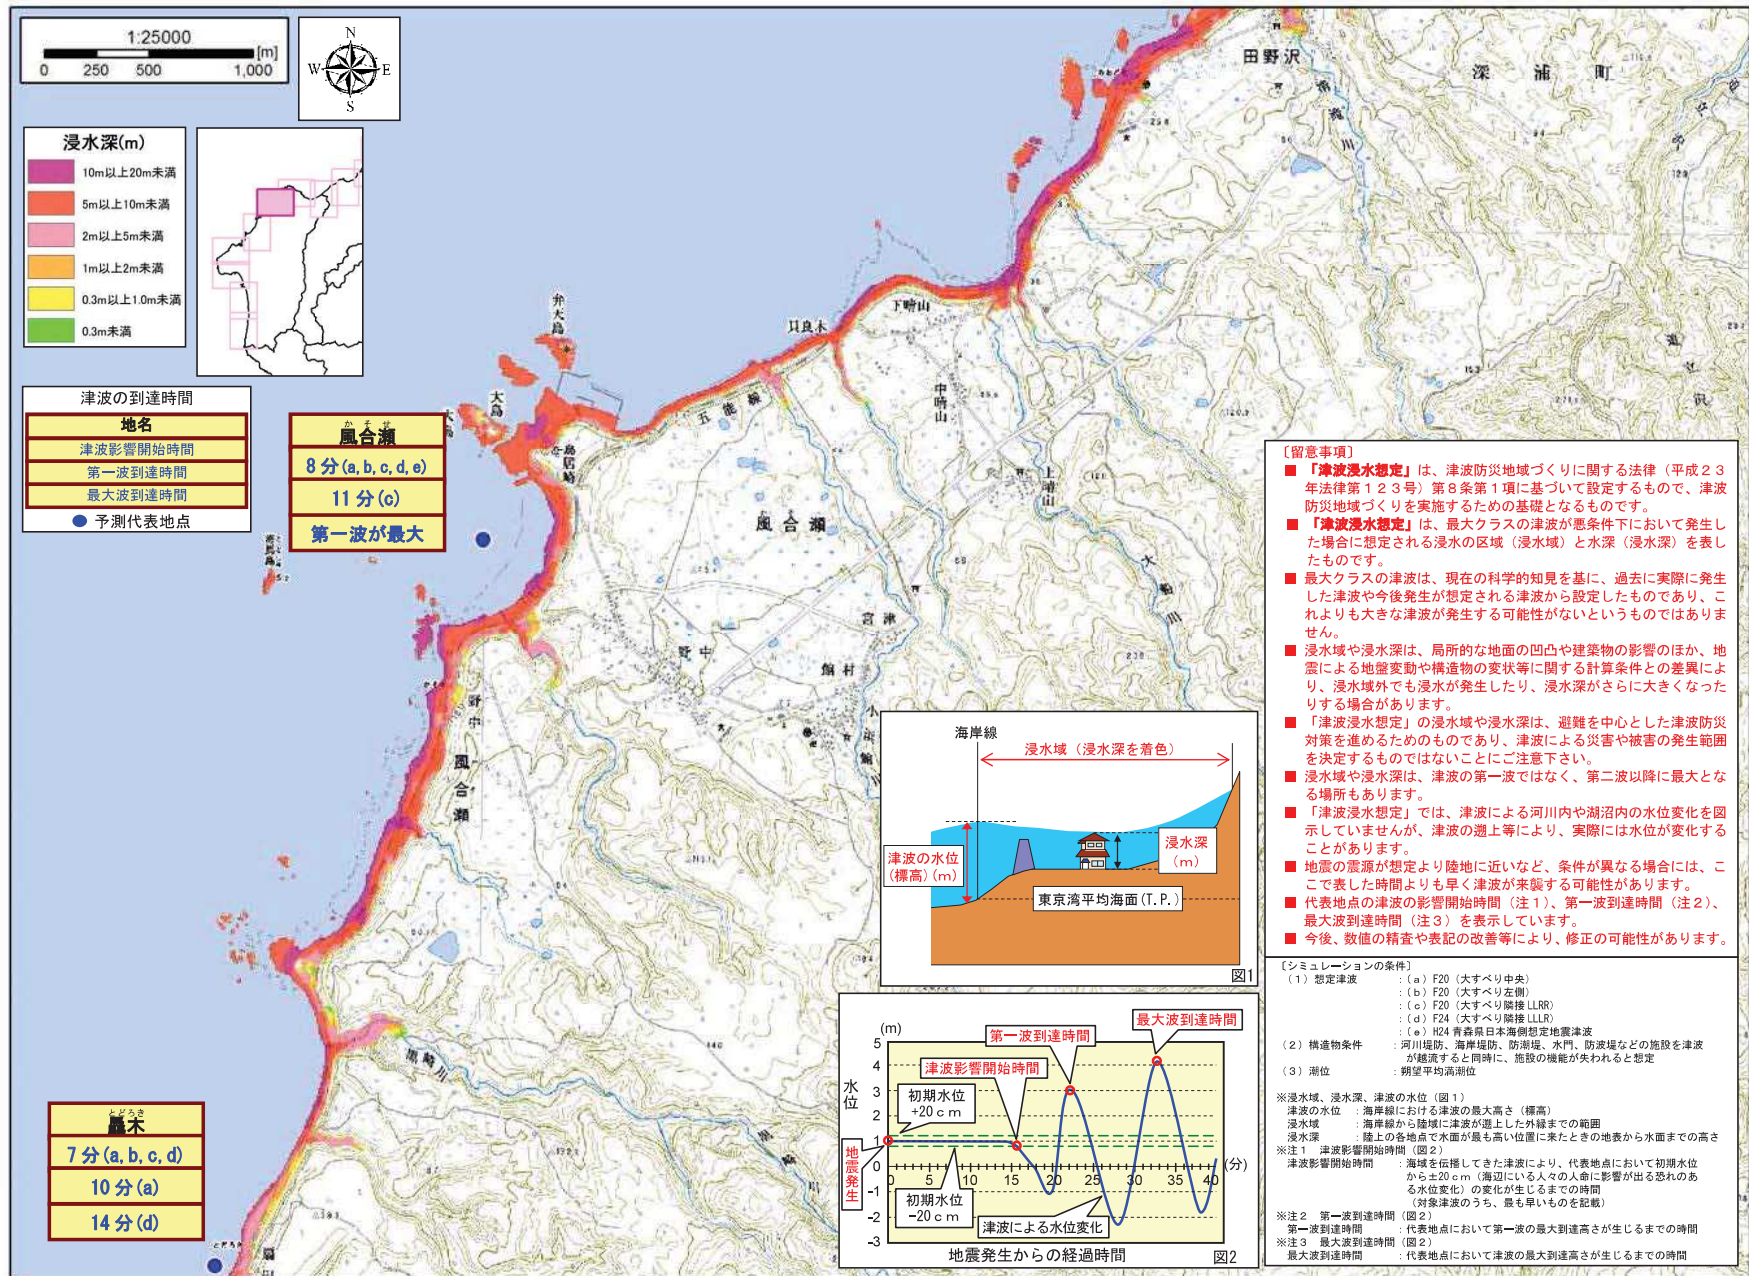 1:25000
[m]
0 250 500 1,000
N
W E
S
浸水深(m)
10m以上20m未満
5m以上10m未満
2m以上5m未満
1m以上2m未満
0.3m以上1.0m未満
0.3m未満
津波の到達時間
地名
津波影響開始時間
第一波到達時間
最大波到達時間
予測代表地点
かそせ
風合瀬
8分(a,b,c,d,e)
11分(c)
第一波が最大
とどろき
轟木
7分(a,b,c,d)
10分(a)
14分(d)
田野沢
深浦町
弁天島
大島
鳥居崎
貝良木
下晴山
中晴山
上晴山
五能線
風合瀬
宮津
野中
館村
野中
風合瀬
黒崎川
とどろき
海岸線
浸水域（浸水深を着色）
津波の水位
（標高）(m)
浸水深
(m)
東京湾平均海面(T.P.)
図1
(m)
水位
5
4
3
2
1
0
-1
-2
-3
0 5 10 15 20 25 30 35 40
(分)
最大波到達時間
第一波到達時間
津波影響開始時間
初期水位
+20cm
地震発生
初期水位
-20cm
津波による水位変化
地震発生からの経過時間
図2
〔留意事項〕
■ 「津波浸水想定」は、津波防災地域づくりに関する法律（平成２３
年法律第１２３号）第８条第１項に基づいて設定するもので、津波
防災地域づくりを実施するための基礎となるものです。
■ 「津波浸水想定」は、最大クラスの津波が悪条件下において発生し
た場合に想定される浸水の区域（浸水域）と水深（浸水深）を表し
たものです。
■ 最大クラスの津波は、現在の科学的知見を基に、過去に実際に発生
した津波や今後発生が想定される津波から設定したものであり、こ
れよりも大きな津波が発生する可能性がないというものではありま
せん。
■ 浸水域や浸水深は、局所的な地面の凹凸や建築物の影響のほか、地
震による地盤変動や構造物の変状等に関する計算条件との差異によ
り、浸水域外でも浸水が発生したり、浸水深がさらに大きくなった
りする場合があります。
■ 「津波浸水想定」の浸水域や浸水深は、避難を中心とした津波防災
対策を進めるためのものであり、津波による災害や被害の発生範囲
を決定するものではないことにご注意下さい。
■ 浸水域や浸水深は、津波の第一波ではなく、第二波以降に最大とな
る場所もあります。
■ 「津波浸水想定」では、津波による河川内や湖沼内の水位変化を図
示していませんが、津波の遡上等により、実際には水位が変化する
ことがあります。
■ 地震の震源が想定より陸地に近いなど、条件が異なる場合には、こ
こで表した時間よりも早く津波が来襲する可能性があります。
■ 代表地点の津波の影響開始時間（注１）、第一波到達時間（注２）、
最大波到達時間（注３）を表示しています。
■ 今後、数値の精査や表記の改善等により、修正の可能性があります。
〔シミュレーションの条件〕
（１）想定津波 ：(a) F20（大すべり中央）
：(b) F20（大すべり左側）
：(c) F20（大すべり隣接LLRR）
：(d) F24（大すべり隣接LLLR）
：(e) H24青森県日本海側想定地震津波
（２）構造物条件 ：河川堤防、海岸堤防、防潮堤、水門、防波堤などの施設を津波
が越流すると同時に、施設の機能が失われると想定
（３）潮位 ：朔望平均満潮位
※浸水域、浸水深、津波の水位（図１）
津波の水位 ：海岸線における津波の最大高さ（標高）
浸水域 ：海岸線から陸域に津波が遡上した外縁までの範囲
浸水深 ：陸上の各地点で水面が最も高い位置に来たときの地表から水面までの高さ
※注１ 津波影響開始時間（図２）
津波影響開始時間 ：海域を伝播してきた津波により、代表地点において初期水位
から±20cm（海辺にいる人々の人命に影響が出る恐れのあ
る水位変化）の変化が生じるまでの時間
（対象津波のうち、最も早いものを記載）
※注２ 第一波到達時間（図２）
第一波到達時間 ：代表地点において第一波の最大到達高さが生じるまでの時間
※注３ 最大波到達時間（図２）
最大波到達時間 ：代表地点において津波の最大到達高さが生じるまでの時間